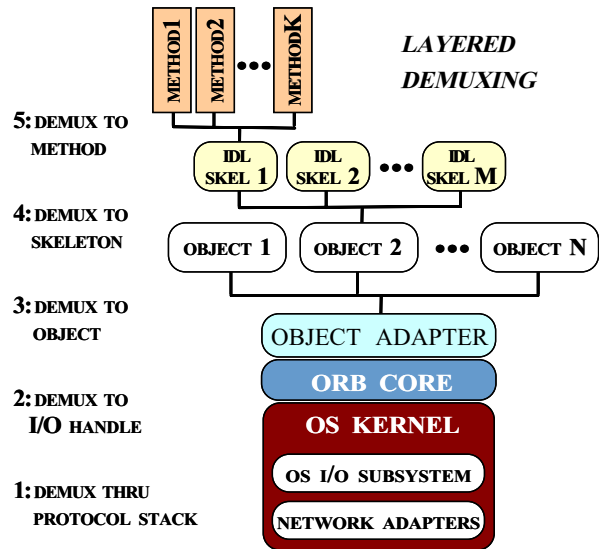 METHOD1
METHOD2
•••
METHODK
LAYERED
DEMUXING
5: DEMUX TO
METHOD
IDL
SKEL 1
IDL
SKEL 2
•••
IDL
SKEL M
4: DEMUX TO
SKELETON
OBJECT 1
OBJECT 2
•••
OBJECT N
3: DEMUX TO
OBJECT
OBJECT ADAPTER
ORB CORE
2: DEMUX TO
I/O HANDLE
OS KERNEL
OS I/O SUBSYSTEM
1: DEMUX THRU
PROTOCOL STACK
NETWORK ADAPTERS